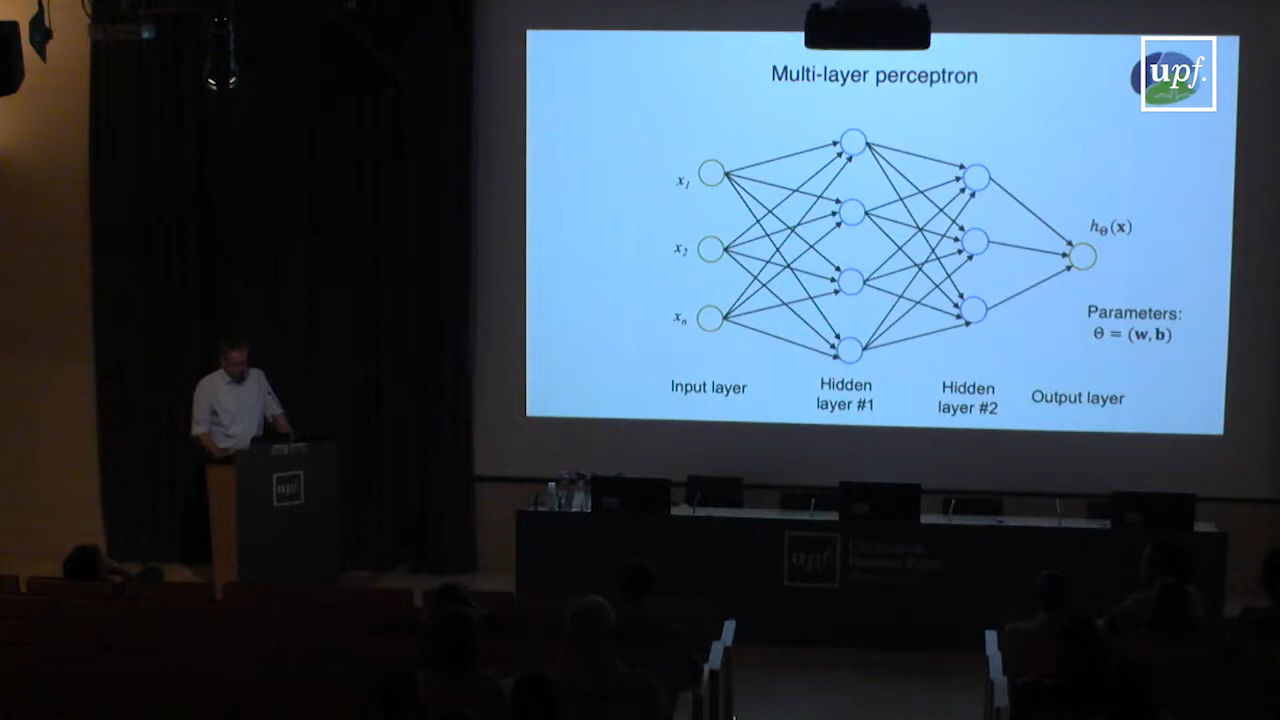 Multi-layer perceptron
upf.
x₁
x₂
xₙ
h_Θ(x)
Parameters:
Θ = (w, b)
Input layer
Hidden
layer #1
Hidden
layer #2
Output layer
upf.
upf.